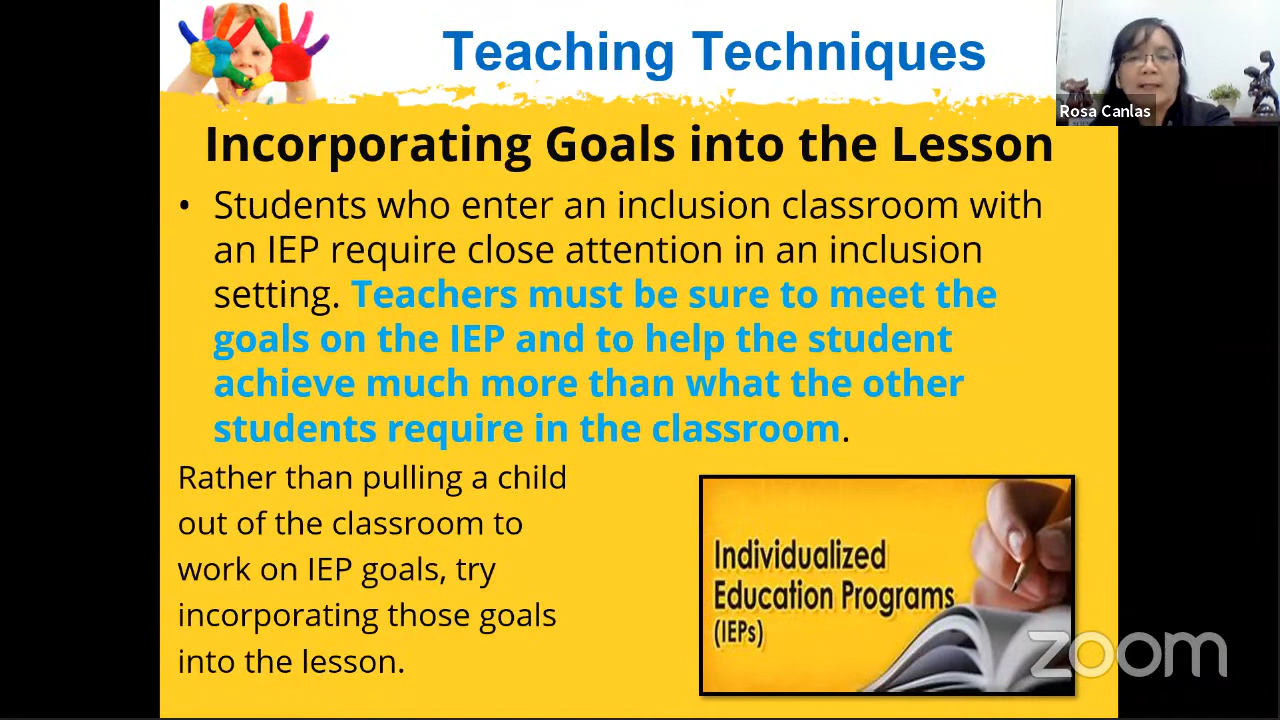 Teaching Techniques
Rosa Canlas
Incorporating Goals into the Lesson
• Students who enter an inclusion classroom with
an IEP require close attention in an inclusion
setting. Teachers must be sure to meet the
goals on the IEP and to help the student
achieve much more than what the other
students require in the classroom.
Rather than pulling a child
out of the classroom to
work on IEP goals, try
incorporating those goals
into the lesson.
Individualized
Education Programs
(IEPs)
zoom